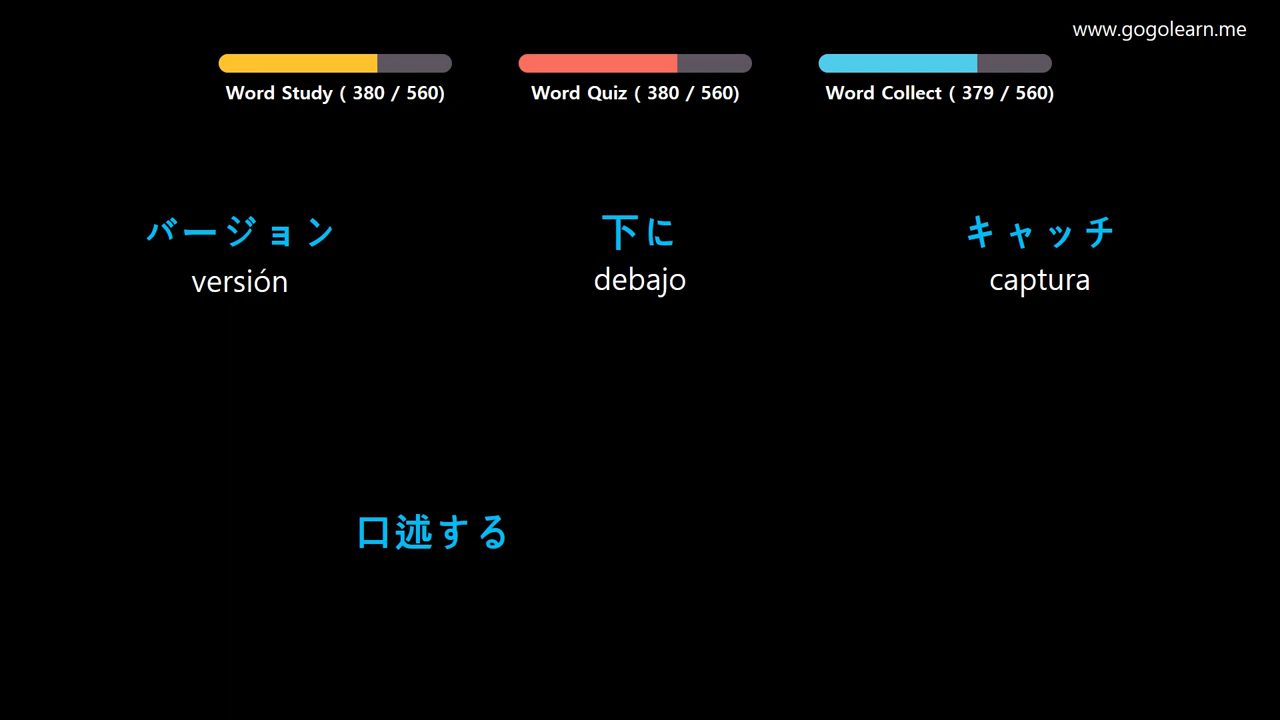 www.gogolearn.me
Word Study ( 380 / 560)
Word Quiz ( 380 / 560)
Word Collect ( 379 / 560)
バージョン
versión
下に
debajo
キャッチ
captura
口述する